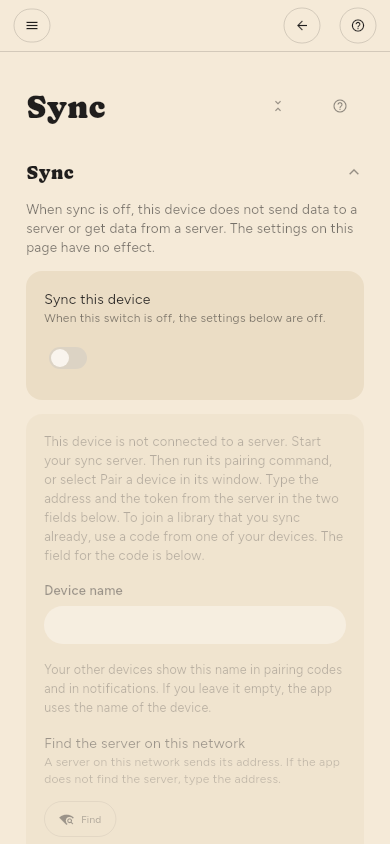 Sync
Sync
When sync is off, this device does not send data to a
server or get data from a server. The settings on this
page have no effect.
Sync this device
When this switch is off, the settings below are off.
This device is not connected to a server. Start
your sync server. Then run its pairing command,
or select Pair a device in its window. Type the
address and the token from the server in the two
fields below. To join a library that you sync
already, use a code from one of your devices. The
field for the code is below.
Device name
Your other devices show this name in pairing codes
and in notifications. If you leave it empty, the app
uses the name of the device.
Find the server on this network
A server on this network sends its address. If the app
does not find the server, type the address.
Find